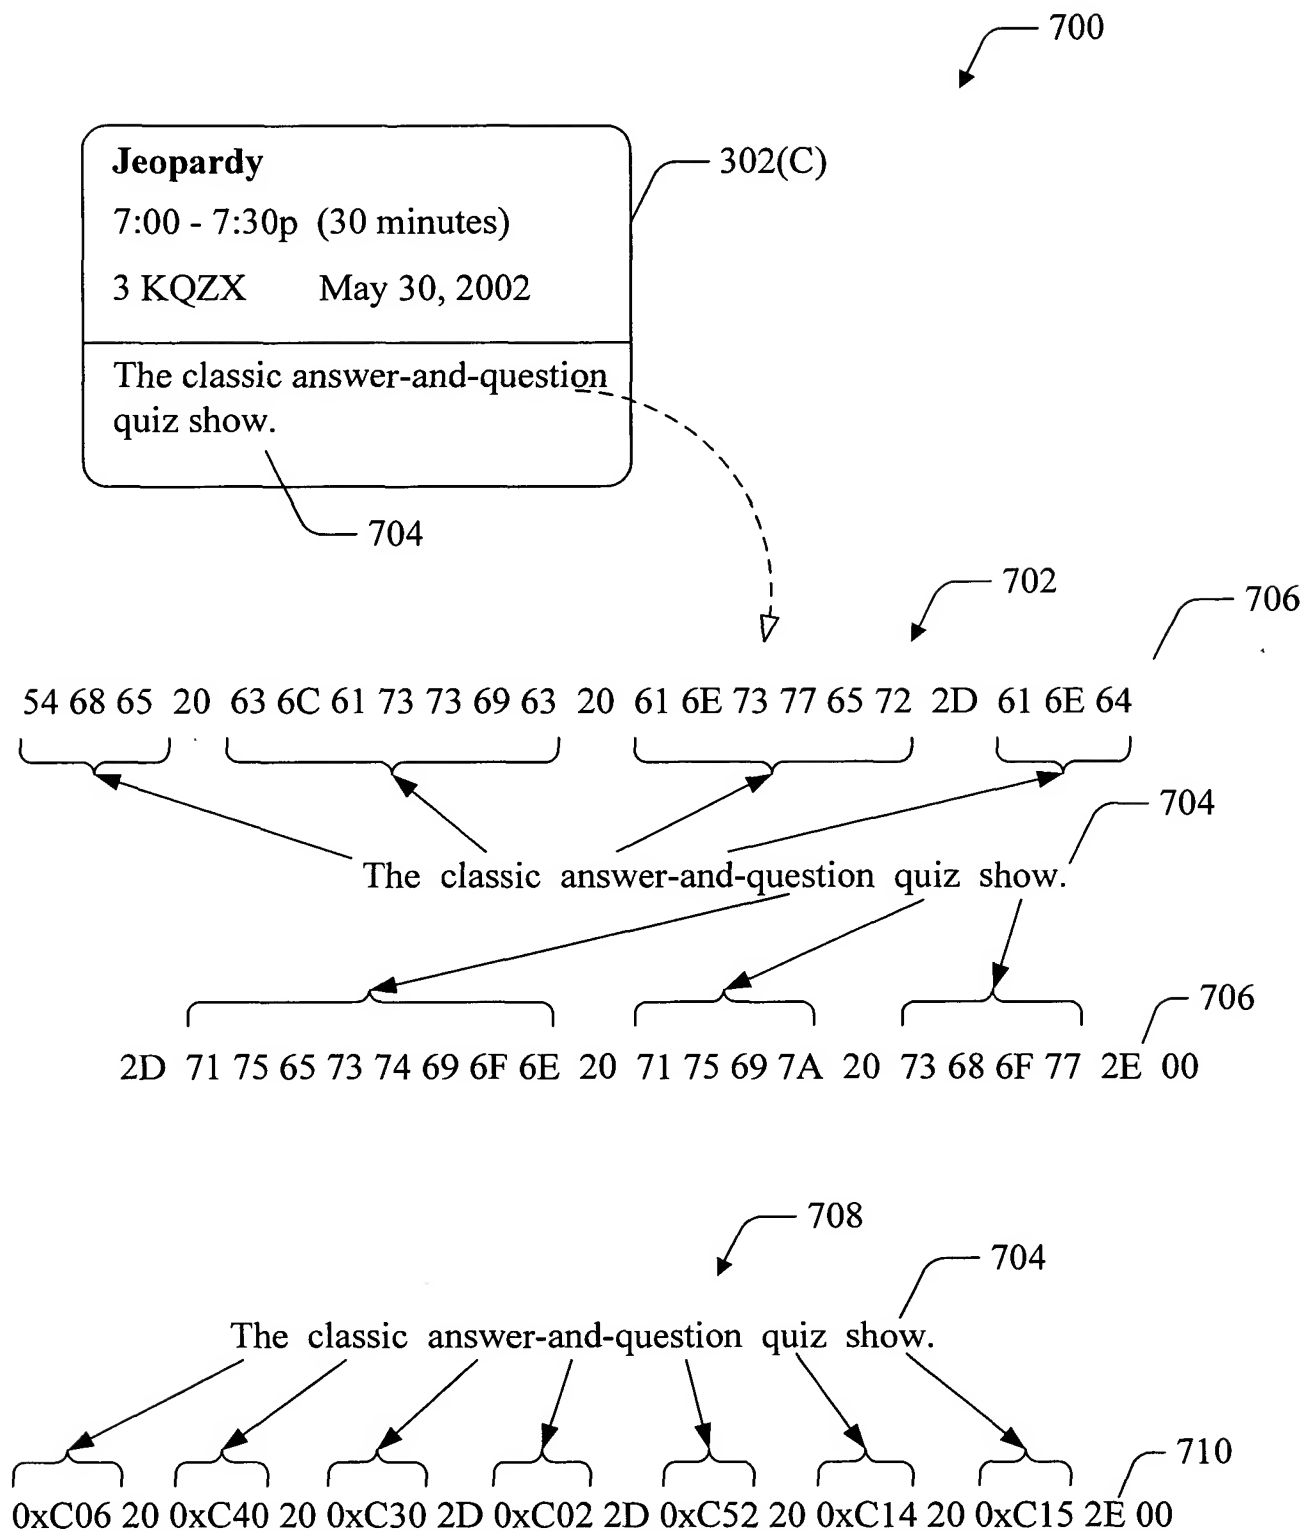 700
Jeopardy
302(C)
7:00 - 7:30p (30 minutes)
3 KQZX May 30, 2002
The classic answer-and-question
quiz show.
704
702
706
54 68 65 20 63 6C 61 73 73 69 63 20 61 6E 73 77 65 72 2D 61 6E 64
704
The classic answer-and-question quiz show.
706
2D 71 75 65 73 74 69 6F 6E 20 71 75 69 7A 20 73 68 6F 77 2E 00
708
704
The classic answer-and-question quiz show.
710
0xC06 20 0xC40 20 0xC30 2D 0xC02 2D 0xC52 20 0xC14 20 0xC15 2E 00